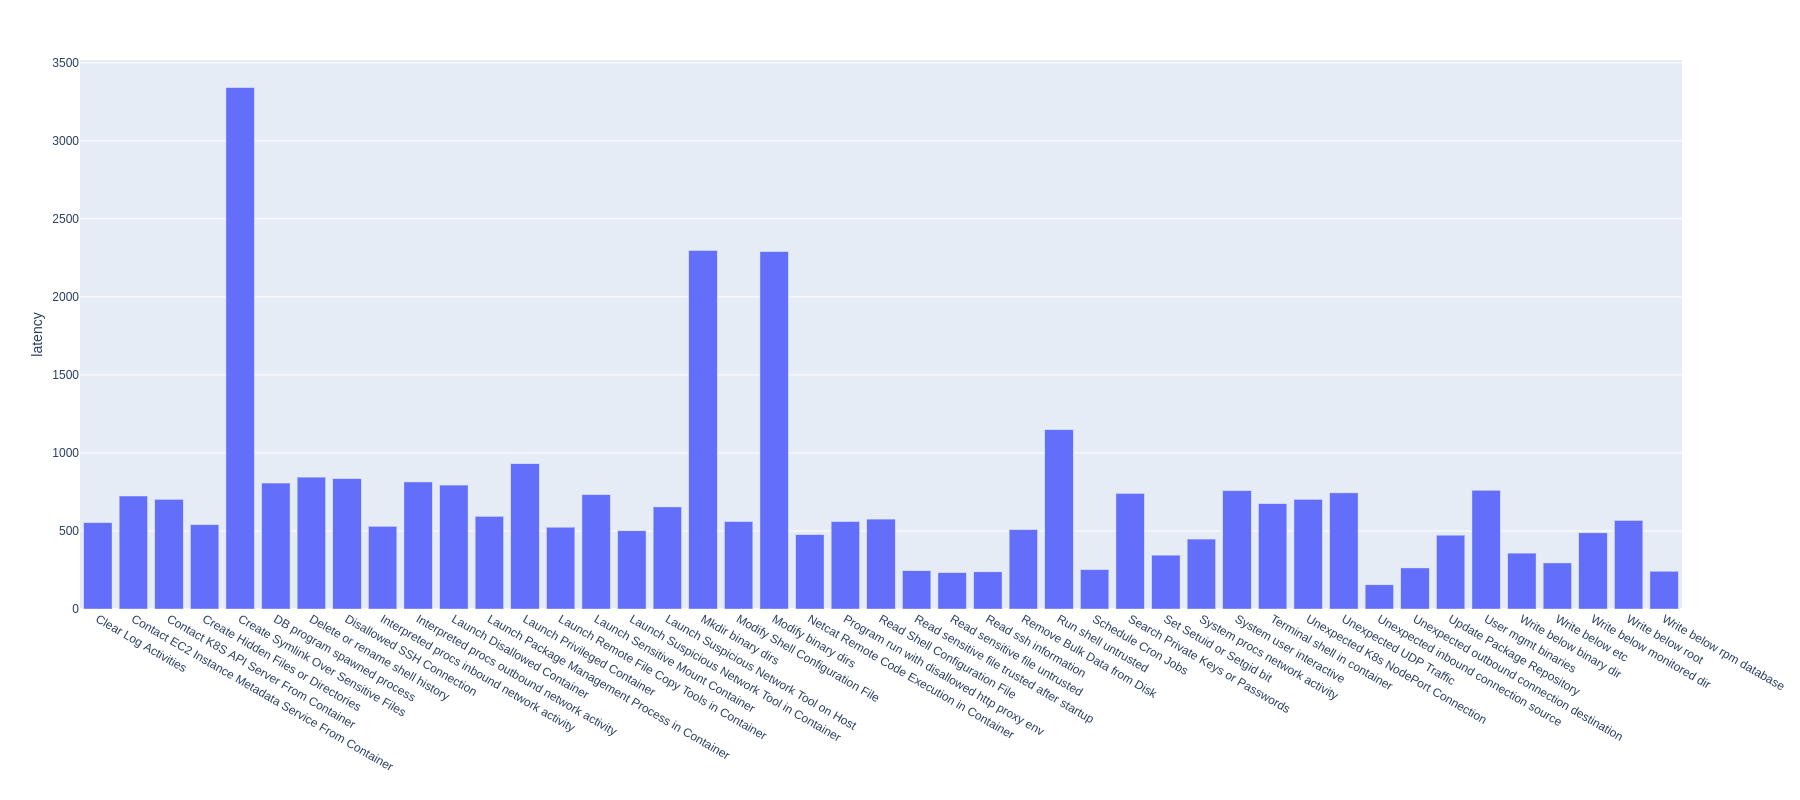 3500
3000
2500
2000
1500
1000
500
0
latency
Clear Log Activities
Contact EC2 Instance Metadata Service From Container
Contact K8S API Server From Container
Create Hidden Files or Directories
Create Symlink Over Sensitive Files
DB program spawned process
Delete or rename shell history
Disallowed SSH Connection
Interpreted procs inbound network activity
Interpreted procs outbound network activity
Launch Disallowed Container
Launch Package Management Process in Container
Launch Privileged Container
Launch Remote File Copy Tools in Container
Launch Sensitive Mount Container
Launch Suspicious Network Tool in Container
Launch Suspicious Network Tool on Host
Mkdir binary dirs
Modify Shell Configuration File
Modify binary dirs
Netcat Remote Code Execution in Container
Program run with disallowed http proxy env
Read Shell Configuration File
Read sensitive file trusted after startup
Read sensitive file untrusted
Read ssh information
Remove Bulk Data from Disk
Run shell untrusted
Schedule Cron Jobs
Search Private Keys or Passwords
Set Setuid or Setgid bit
System procs network activity
System user interactive
Terminal shell in container
Unexpected K8s NodePort Connection
Unexpected UDP Traffic
Unexpected inbound connection source
Unexpected outbound connection destination
Update Package Repository
User mgmt binaries
Write below binary dir
Write below etc
Write below monitored dir
Write below root
Write below rpm database